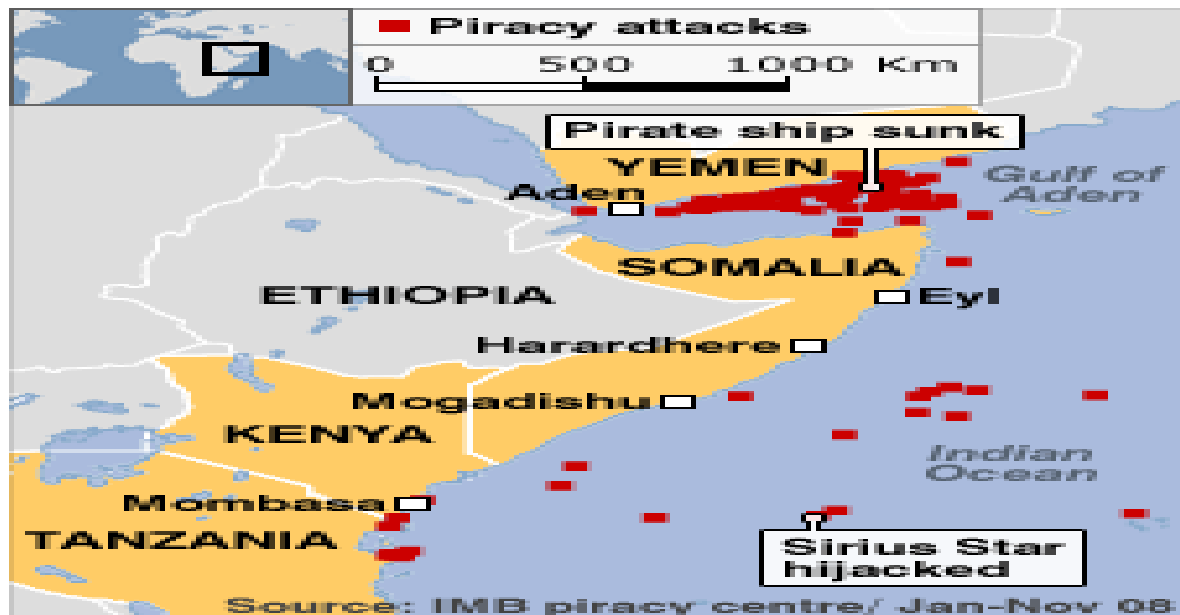 Piracy attacks
0 500 1000 Km
Pirate ship sunk
YEMEN
Gulf of
Aden
Aden
SOMALIA
ETHIOPIA
Eyl
Harardhere
Mogadishu
KENYA
Indian
Ocean
Mombasa
TANZANIA
Sirius Star
hijacked
Source: IMB piracy centre/ Jan-Nov 08